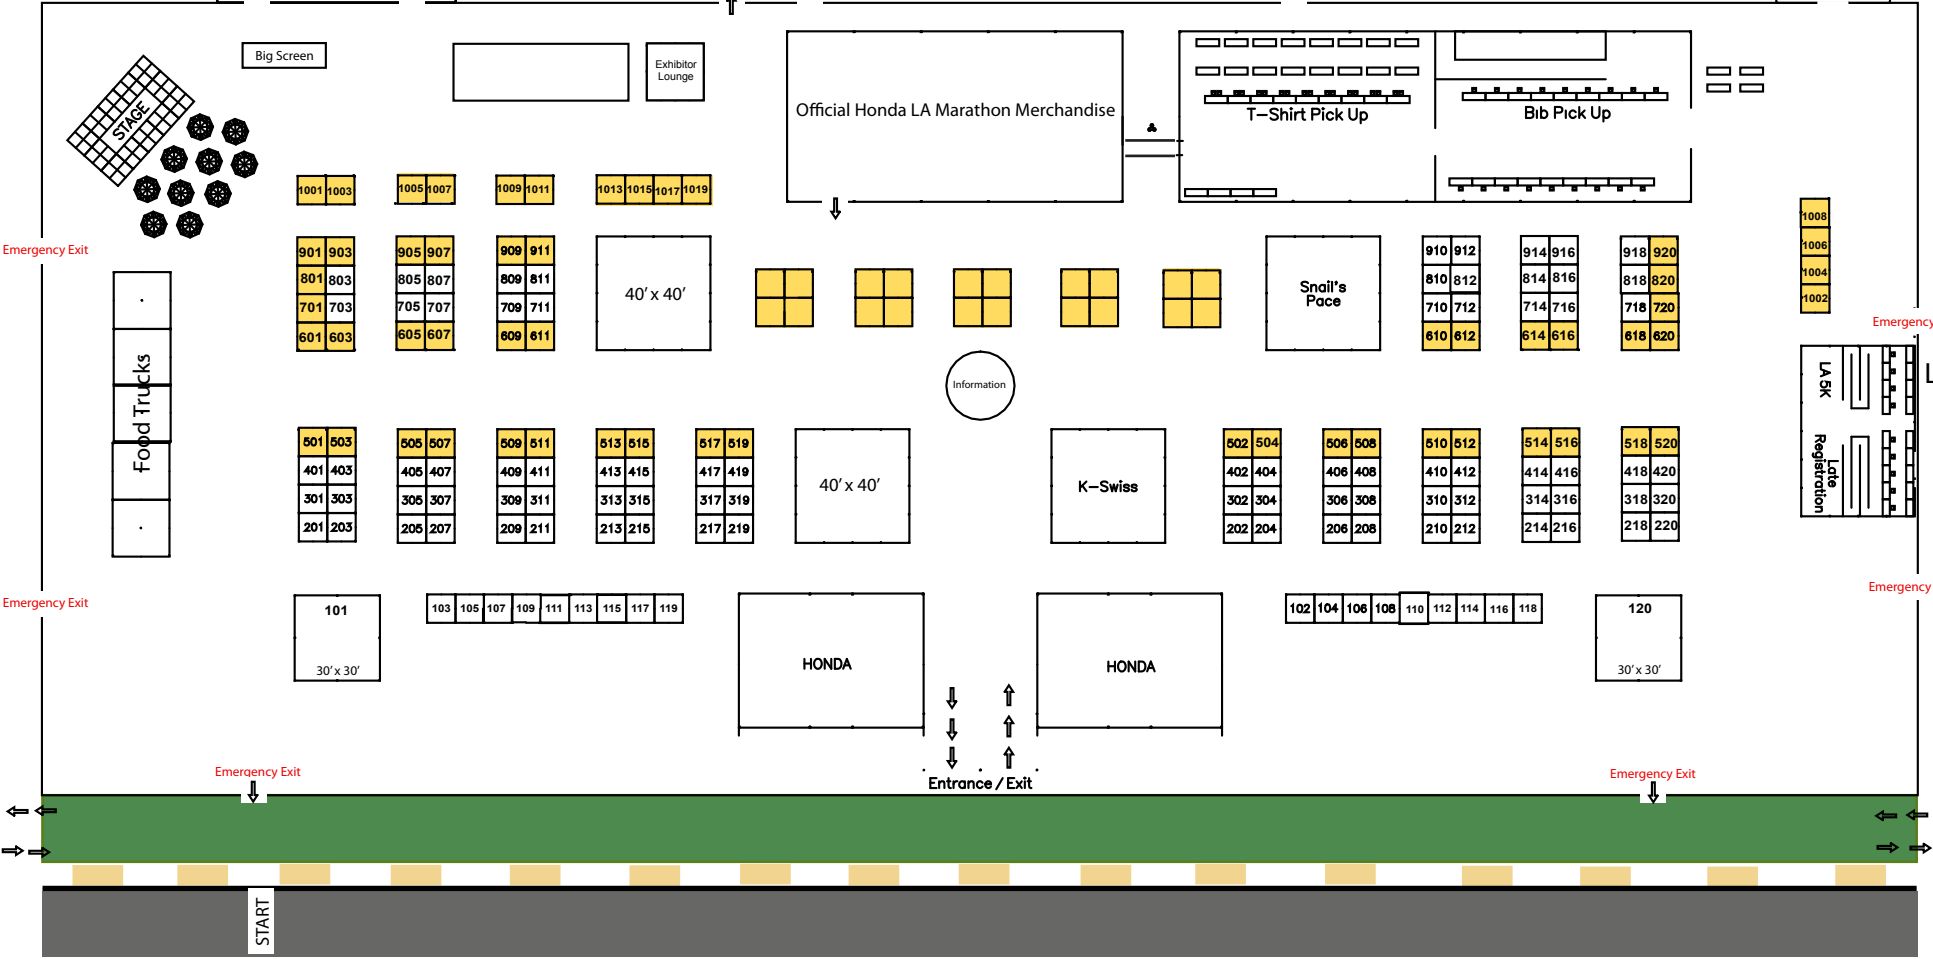 Big Screen
Exhibitor
Lounge
STAGE
Official Honda LA Marathon Merchandise
T-Shirt Pick Up
Bib Pick Up
1001 1003
1005 1007
1009 1011
1013 1015 1017 1019
1008
1006
1004
1002
Emergency Exit
901 903
801 803
701 703
601 603
905 907
805 807
705 707
605 607
909 911
809 811
709 711
609 611
40' x 40'
Snail's
Pace
910 912
810 812
710 712
610 612
914 916
814 816
714 716
614 616
918 920
818 820
718 720
618 620
Emergency
Food Trucks
Information
LA 5K
L
Late
Registration
501 503
401 403
301 303
201 203
505 507
405 407
305 307
205 207
509 511
409 411
309 311
209 211
513 515
413 415
313 315
213 215
517 519
417 419
317 319
217 219
40' x 40'
K-Swiss
502 504
402 404
302 304
202 204
506 508
406 408
306 308
206 208
510 512
410 412
310 312
210 212
514 516
414 416
314 316
214 216
518 520
418 420
318 320
218 220
Emergency Exit
Emergency
101
30' x 30'
103 105 107 109 111 113 115 117 119
HONDA
HONDA
102 104 106 108 110 112 114 116 118
120
30' x 30'
Emergency Exit
Entrance / Exit
Emergency Exit
START